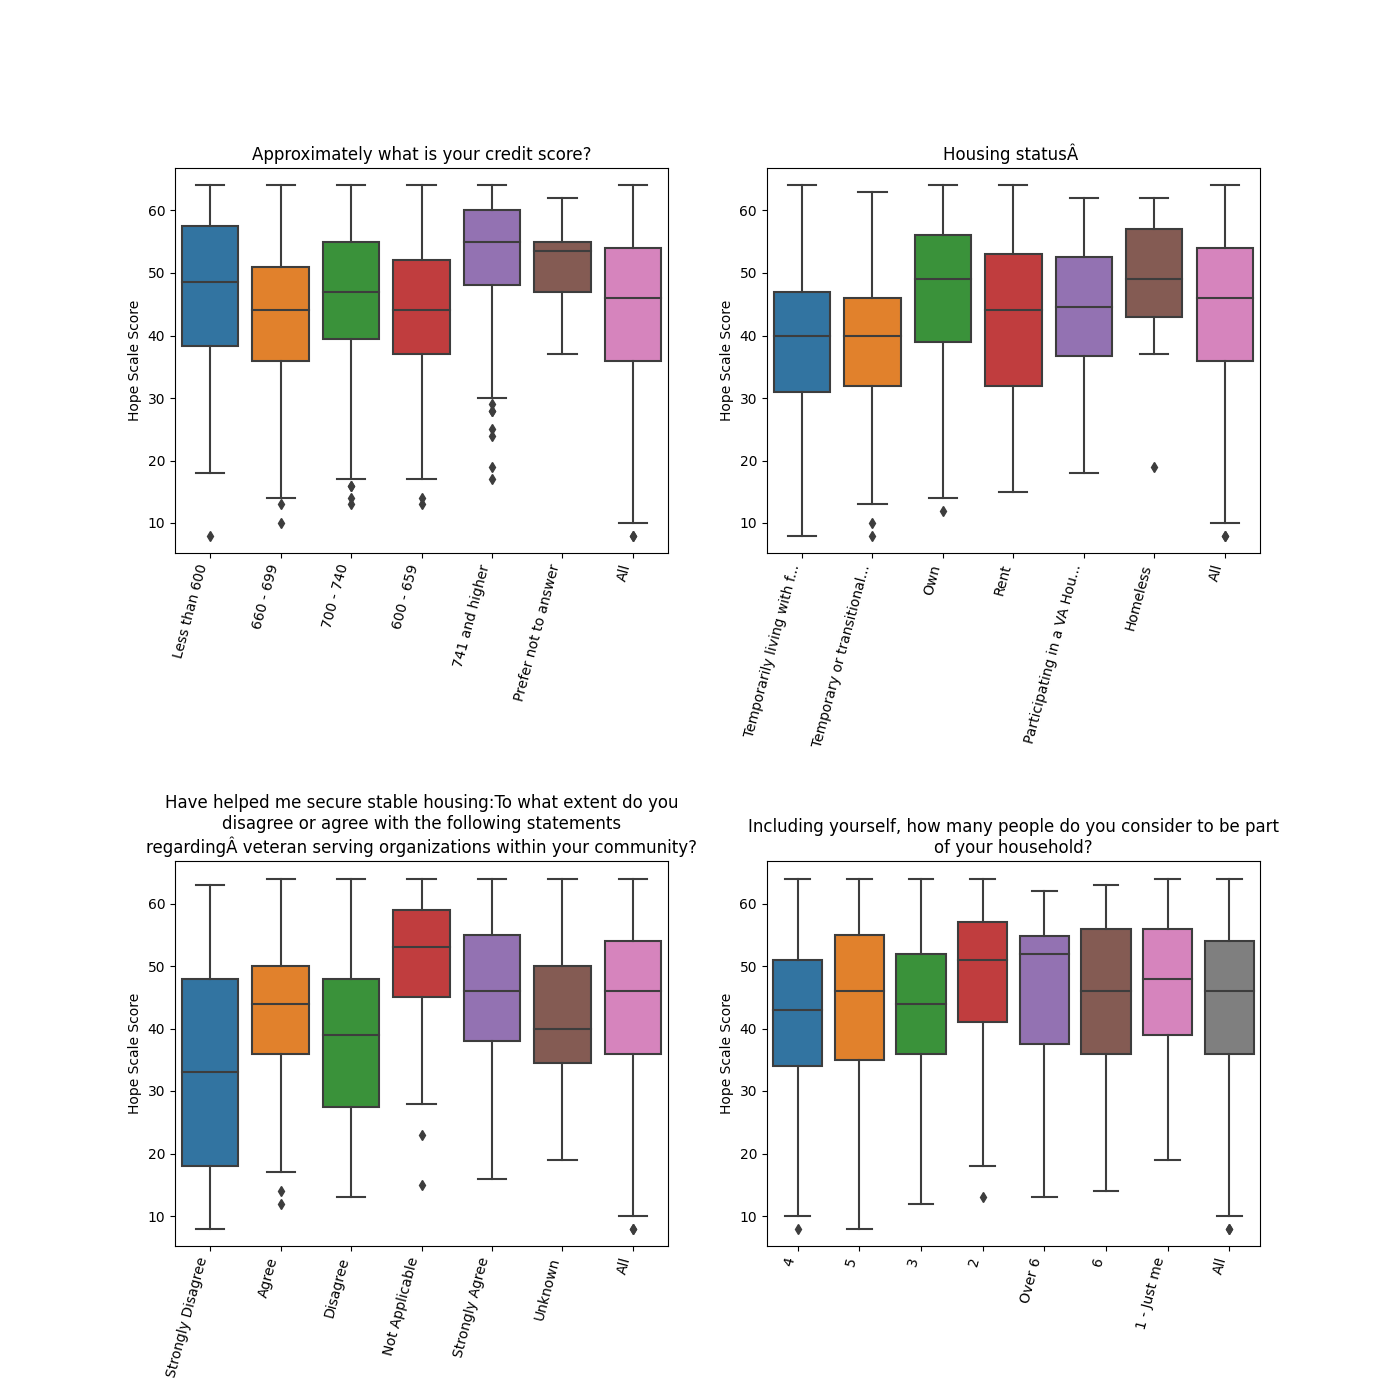 Approximately what is your credit score?
Hope Scale Score
60
50
40
30
20
10
Less than 600
660 - 699
700 - 740
600 - 659
741 and higher
Prefer not to answer
All
Housing statusÂ
Hope Scale Score
60
50
40
30
20
10
Temporarily living with f...
Temporary or transitional...
Own
Rent
Participating in a VA Hou...
Homeless
All
Have helped me secure stable housing:To what extent do you
disagree or agree with the following statements
regardingÂ veteran serving organizations within your community?
Hope Scale Score
60
50
40
30
20
10
Strongly Disagree
Agree
Disagree
Not Applicable
Strongly Agree
Unknown
All
Including yourself, how many people do you consider to be part
of your household?
Hope Scale Score
60
50
40
30
20
10
4
5
3
2
Over 6
6
1 - Just me
All